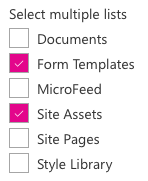 Select multiple lists
Documents
Form Templates
MicroFeed
Site Assets
Site Pages
Style Library